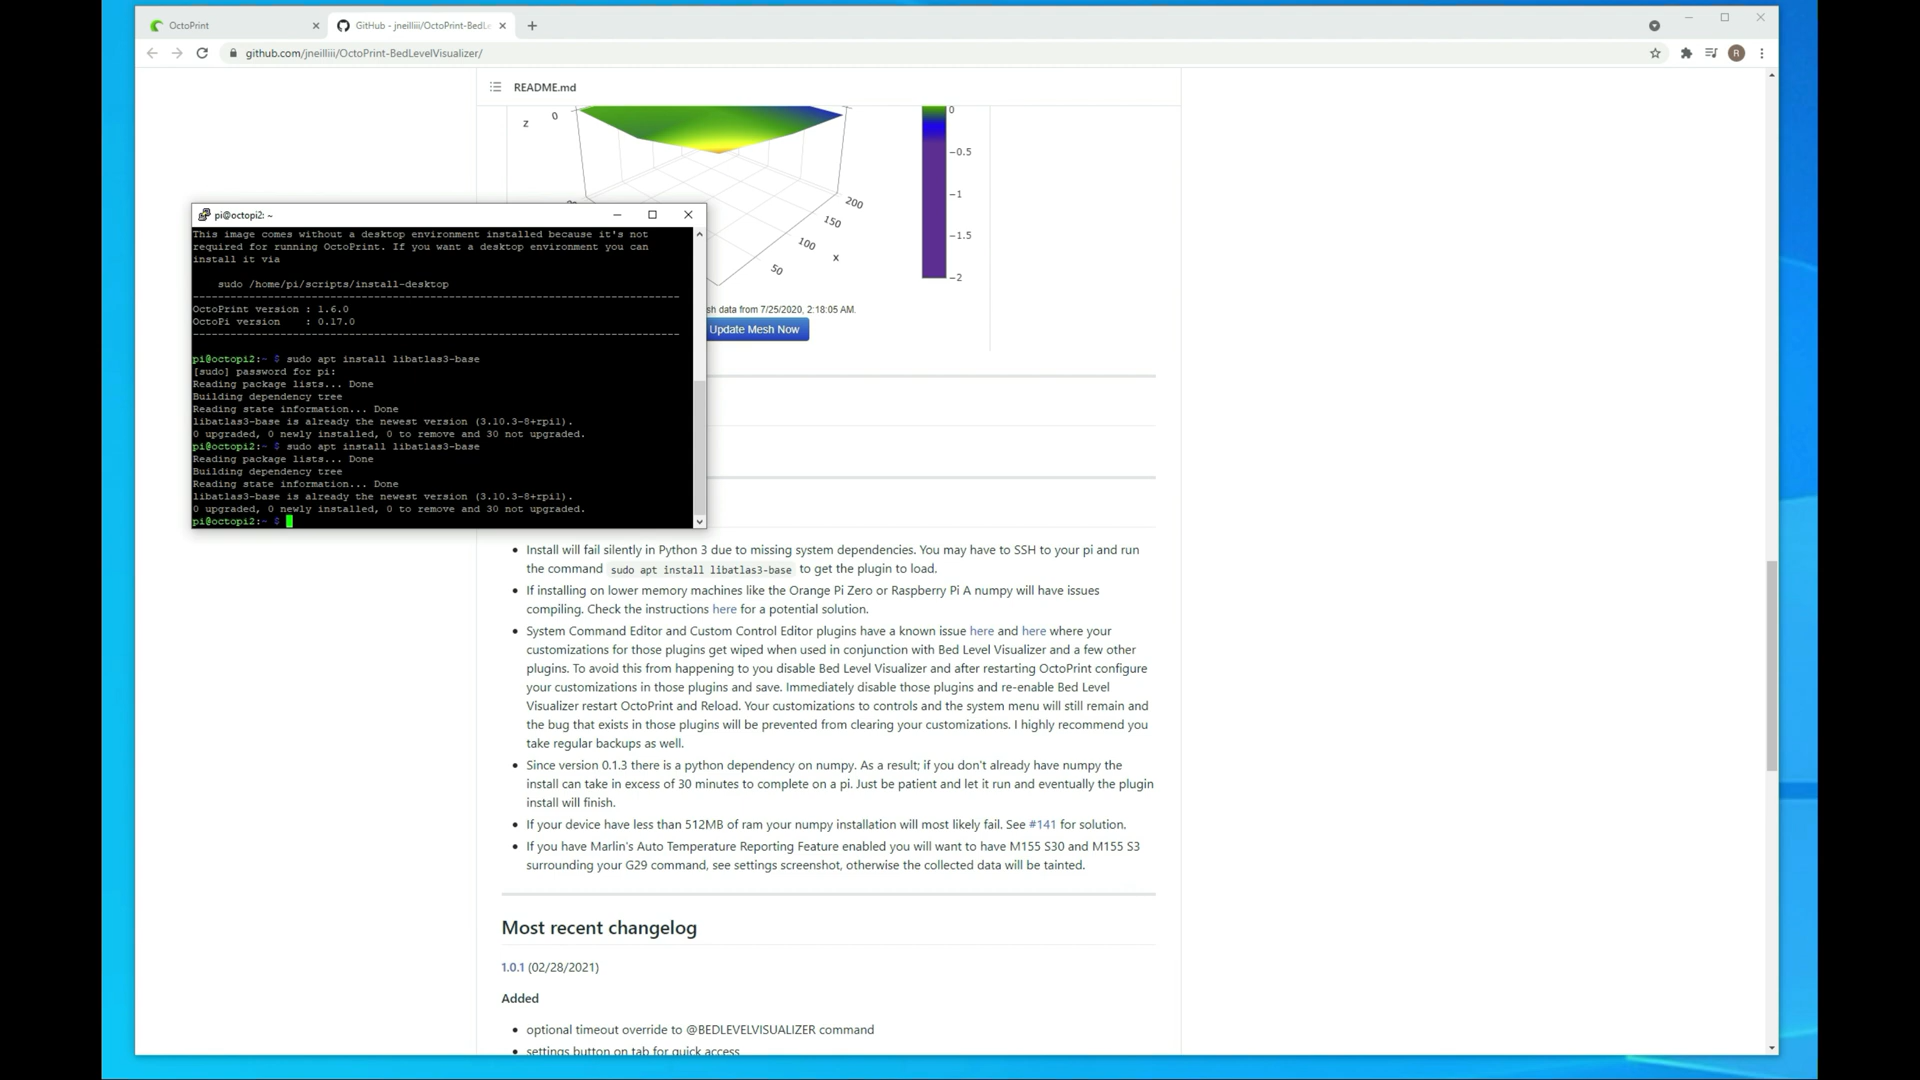 OctoPrint
GitHub - jneilliii/OctoPrint-BedLe
github.com/jneilliii/OctoPrint-BedLevelVisualizer/
R
README.md
z
0
0
−0.5
−1
−1.5
−2
200
150
100
50
x
sh data from 7/25/2020, 2:18:05 AM.
Update Mesh Now
pi@octopi2: ~
This image comes without a desktop environment installed because it's not
required for running OctoPrint. If you want a desktop environment you can
install it via
sudo /home/pi/scripts/install-desktop
--------------------------------------------------------------------------------
OctoPrint version : 1.6.0
OctoPi version    : 0.17.0
--------------------------------------------------------------------------------
pi@octopi2:~ $ sudo apt install libatlas3-base
[sudo] password for pi:
Reading package lists... Done
Building dependency tree
Reading state information... Done
libatlas3-base is already the newest version (3.10.3-8+rpi1).
0 upgraded, 0 newly installed, 0 to remove and 30 not upgraded.
pi@octopi2:~ $ sudo apt install libatlas3-base
Reading package lists... Done
Building dependency tree
Reading state information... Done
libatlas3-base is already the newest version (3.10.3-8+rpi1).
0 upgraded, 0 newly installed, 0 to remove and 30 not upgraded.
pi@octopi2:~ $
Install will fail silently in Python 3 due to missing system dependencies. You may have to SSH to your pi and run
the command sudo apt install libatlas3-base to get the plugin to load.
If installing on lower memory machines like the Orange Pi Zero or Raspberry Pi A numpy will have issues
compiling. Check the instructions here for a potential solution.
System Command Editor and Custom Control Editor plugins have a known issue here and here where your
customizations for those plugins get wiped when used in conjunction with Bed Level Visualizer and a few other
plugins. To avoid this from happening to you disable Bed Level Visualizer and after restarting OctoPrint configure
your customizations in those plugins and save. Immediately disable those plugins and re-enable Bed Level
Visualizer restart OctoPrint and Reload. Your customizations to controls and the system menu will still remain and
the bug that exists in those plugins will be prevented from clearing your customizations. I highly recommend you
take regular backups as well.
Since version 0.1.3 there is a python dependency on numpy. As a result; if you don't already have numpy the
install can take in excess of 30 minutes to complete on a pi. Just be patient and let it run and eventually the plugin
install will finish.
If your device have less than 512MB of ram your numpy installation will most likely fail. See #141 for solution.
If you have Marlin's Auto Temperature Reporting Feature enabled you will want to have M155 S30 and M155 S3
surrounding your G29 command, see settings screenshot, otherwise the collected data will be tainted.
Most recent changelog
1.0.1 (02/28/2021)
Added
optional timeout override to @BEDLEVELVISUALIZER command
settings button on tab for quick access